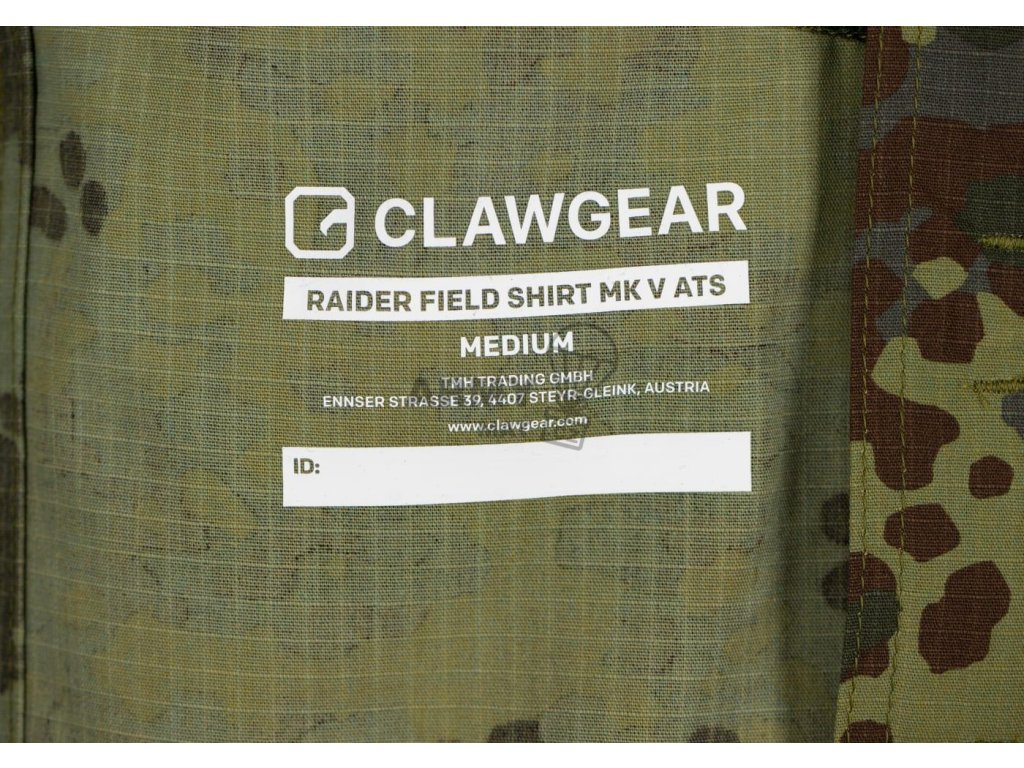 CLAWGEAR
RAIDER FIELD SHIRT MK V ATS
MEDIUM
TMH TRADING GMBH
ENNSER STRASSE 39, 4407 STEYR-GLEINK, AUSTRIA
www.clawgear.com
ID: